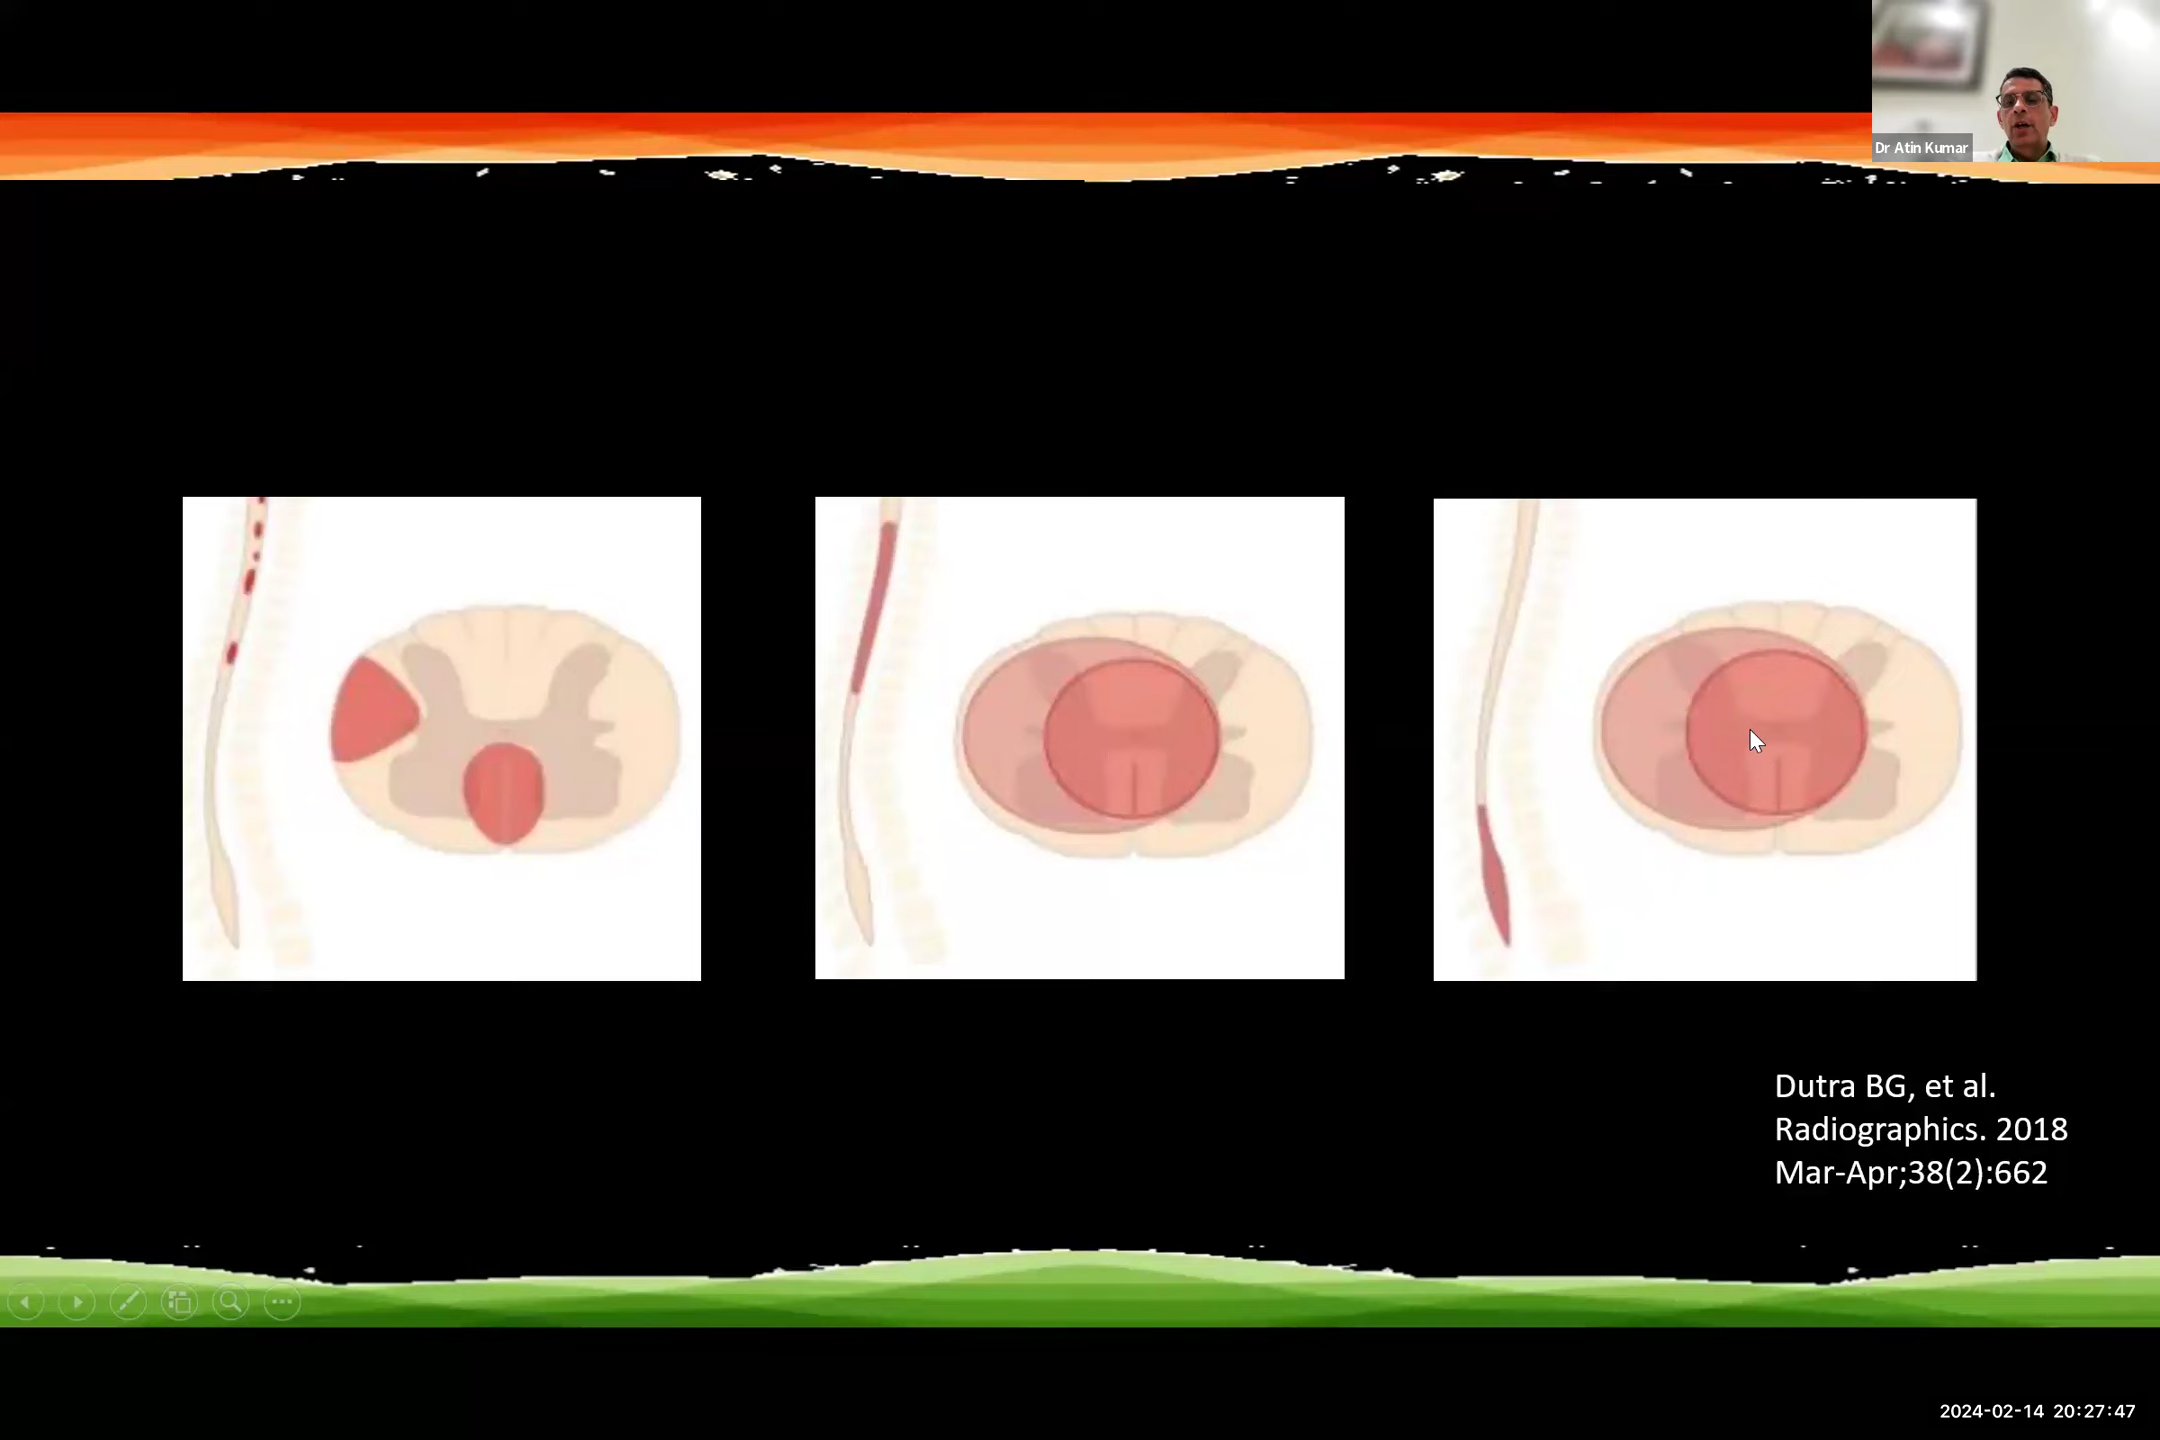 Dr Atin Kumar
Dutra BG, et al.
Radiographics. 2018
Mar-Apr;38(2):662
2024-02-14 20:27:47